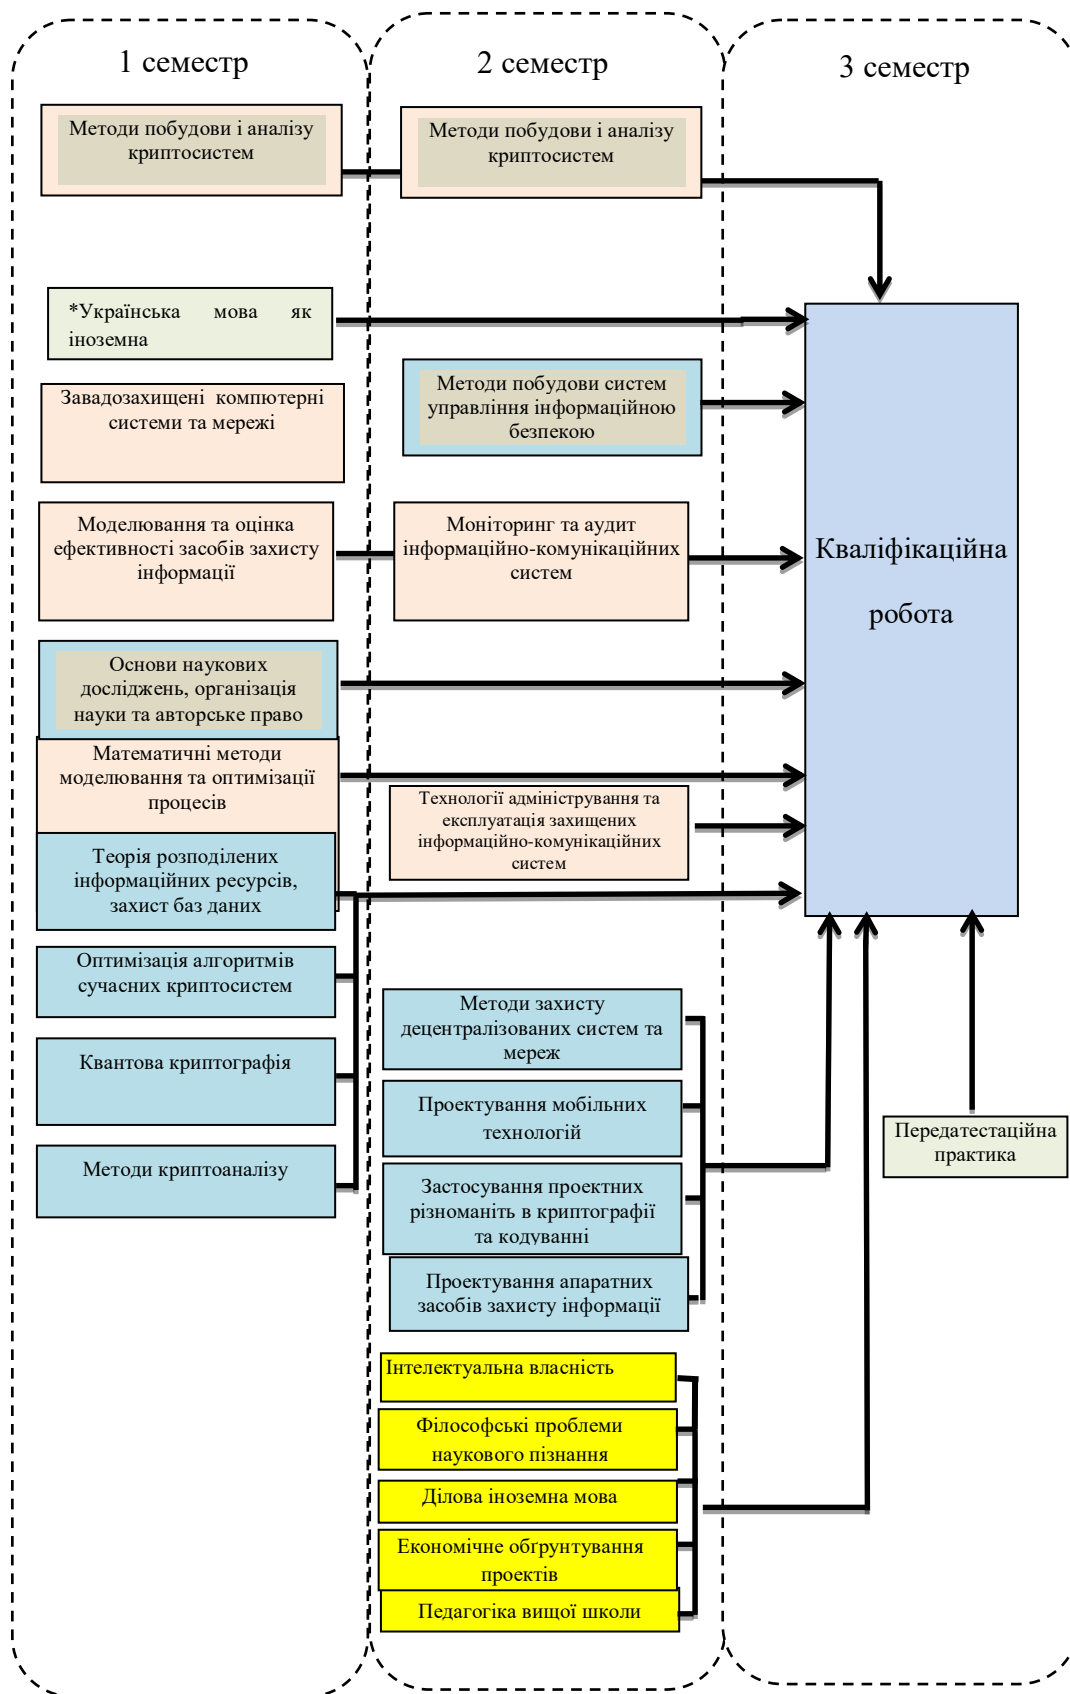 1 семестр
2 семестр
3 семестр
Методи побудови і аналізу
криптосистем
Методи побудови і аналізу
криптосистем
*Українська мова як
іноземна
Методи побудови систем
управління інформаційною
безпекою
Завадозахищені компютерні
системи та мережі
Моделювання та оцінка
ефективності засобів захисту
інформації
Моніторинг та аудит
інформаційно-комунікаційних
систем
Кваліфікаційна
робота
Основи наукових
досліджень, організація
науки та авторське право
Математичні методи
моделювання та оптимізації
процесів
Технології адміністрування та
експлуатація захищених
інформаційно-комунікаційних
систем
Теорія розподілених
інформаційних ресурсів,
захист баз даних
Оптимізація алгоритмів
сучасних криптосистем
Квантова криптографія
Методи криптоаналізу
Методи захисту
децентралізованих систем та
мереж
Проектування мобільних
технологій
Застосування проектних
різноманіть в криптографії
та кодуванні
Проектування апаратних
засобів захисту інформації
Передатестаційна
практика
Інтелектуальна власність
Філософські проблеми
наукового пізнання
Ділова іноземна мова
Економічне обґрунтування
проектів
Педагогіка вищої школи